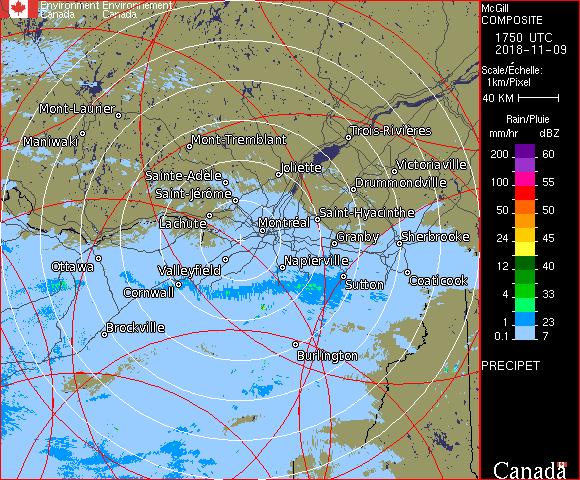 Environment Environnement
Canada Canada
McGill
COMPOSITE
1750 UTC
2018-11-09
Scale/Échelle:
1km/Pixel
40 KM
Rain/Pluie
mm/hr dBZ
200 60
100 55
50 50
24 45
12 40
4 33
1 23
0.1 7
PRECIPET
Canada
Mont-Laurier
Maniwaki
Mont-Tremblant
Trois-Rivières
Sainte-Adèle
Joliette
Victoriaville
Saint-Jérôme
Drummondville
Lachute
Montréal
Saint-Hyacinthe
Granby
Sherbrooke
Ottawa
Valleyfield
Napierville
Cornwall
Sutton
Coaticook
Brockville
Burlington